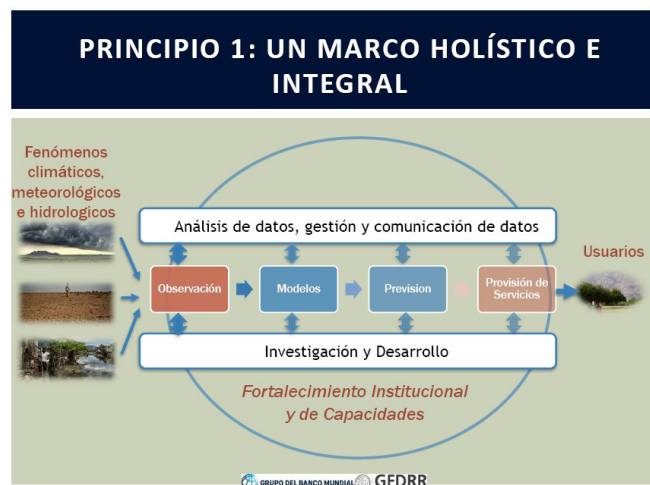 PRINCIPIO 1: UN MARCO HOLÍSTICO E
INTEGRAL
Fenómenos
climáticos,
meteorológicos
e hidrologicos
Análisis de datos, gestión y comunicación de datos
Usuarios
Observación
Modelos
Prevision
Provisión de
Servicios
Investigación y Desarrollo
Fortalecimiento Institucional
y de Capacidades
GRUPO DEL BANCO MUNDIAL
GFDRR